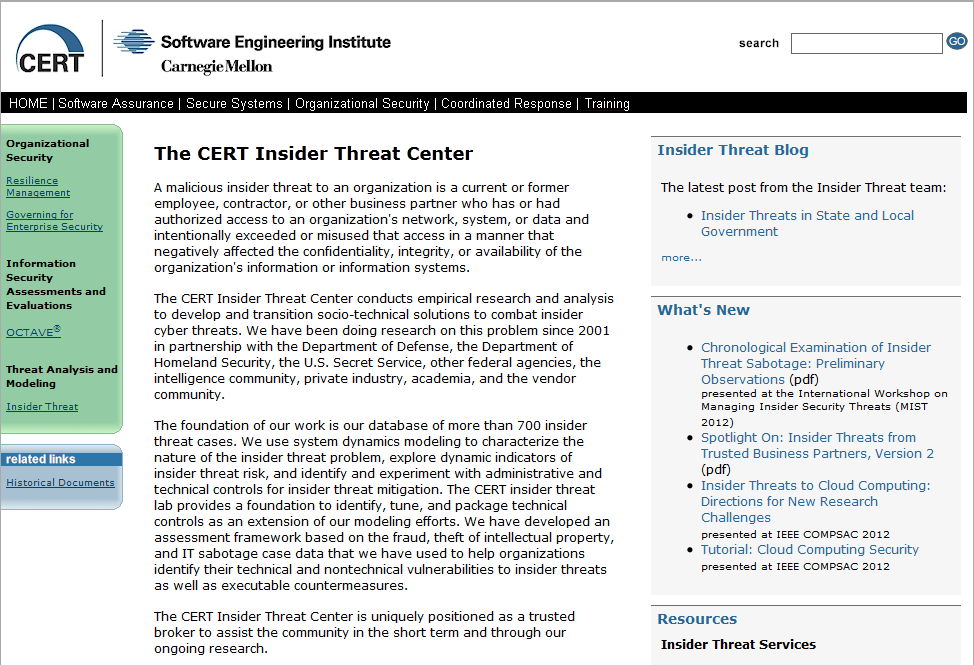 CERT
Software Engineering Institute
Carnegie Mellon
search
GO
HOME | Software Assurance | Secure Systems | Organizational Security | Coordinated Response | Training
Organizational
Security
Resilience
Management
Governing for
Enterprise Security
Information
Security
Assessments and
Evaluations
OCTAVE®
Threat Analysis and
Modeling
Insider Threat
related links
Historical Documents
The CERT Insider Threat Center
A malicious insider threat to an organization is a current or former
employee, contractor, or other business partner who has or had
authorized access to an organization's network, system, or data and
intentionally exceeded or misused that access in a manner that
negatively affected the confidentiality, integrity, or availability of the
organization's information or information systems.
The CERT Insider Threat Center conducts empirical research and analysis
to develop and transition socio-technical solutions to combat insider
cyber threats. We have been doing research on this problem since 2001
in partnership with the Department of Defense, the Department of
Homeland Security, the U.S. Secret Service, other federal agencies, the
intelligence community, private industry, academia, and the vendor
community.
The foundation of our work is our database of more than 700 insider
threat cases. We use system dynamics modeling to characterize the
nature of the insider threat problem, explore dynamic indicators of
insider threat risk, and identify and experiment with administrative and
technical controls for insider threat mitigation. The CERT insider threat
lab provides a foundation to identify, tune, and package technical
controls as an extension of our modeling efforts. We have developed an
assessment framework based on the fraud, theft of intellectual property,
and IT sabotage case data that we have used to help organizations
identify their technical and nontechnical vulnerabilities to insider threats
as well as executable countermeasures.
The CERT Insider Threat Center is uniquely positioned as a trusted
broker to assist the community in the short term and through our
ongoing research.
Insider Threat Blog
The latest post from the Insider Threat team:
• Insider Threats in State and Local
Government
more...
What's New
• Chronological Examination of Insider
Threat Sabotage: Preliminary
Observations (pdf)
presented at the International Workshop on
Managing Insider Security Threats (MIST
2012)
• Spotlight On: Insider Threats from
Trusted Business Partners, Version 2
(pdf)
• Insider Threats to Cloud Computing:
Directions for New Research
Challenges
presented at IEEE COMPSAC 2012
• Tutorial: Cloud Computing Security
presented at IEEE COMPSAC 2012
Resources
Insider Threat Services